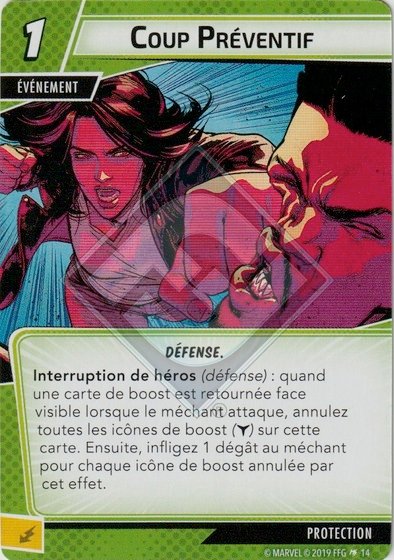 1
COUP PRÉVENTIF
ÉVÉNEMENT
DÉFENSE.
Interruption de héros (défense) : quand
une carte de boost est retournée face
visible lorsque le méchant attaque, annulez
toutes les icônes de boost ( ) sur cette
carte. Ensuite, infligez 1 dégât au méchant
pour chaque icône de boost annulée par
cet effet.
PROTECTION
© MARVEL © 2019 FFG 14